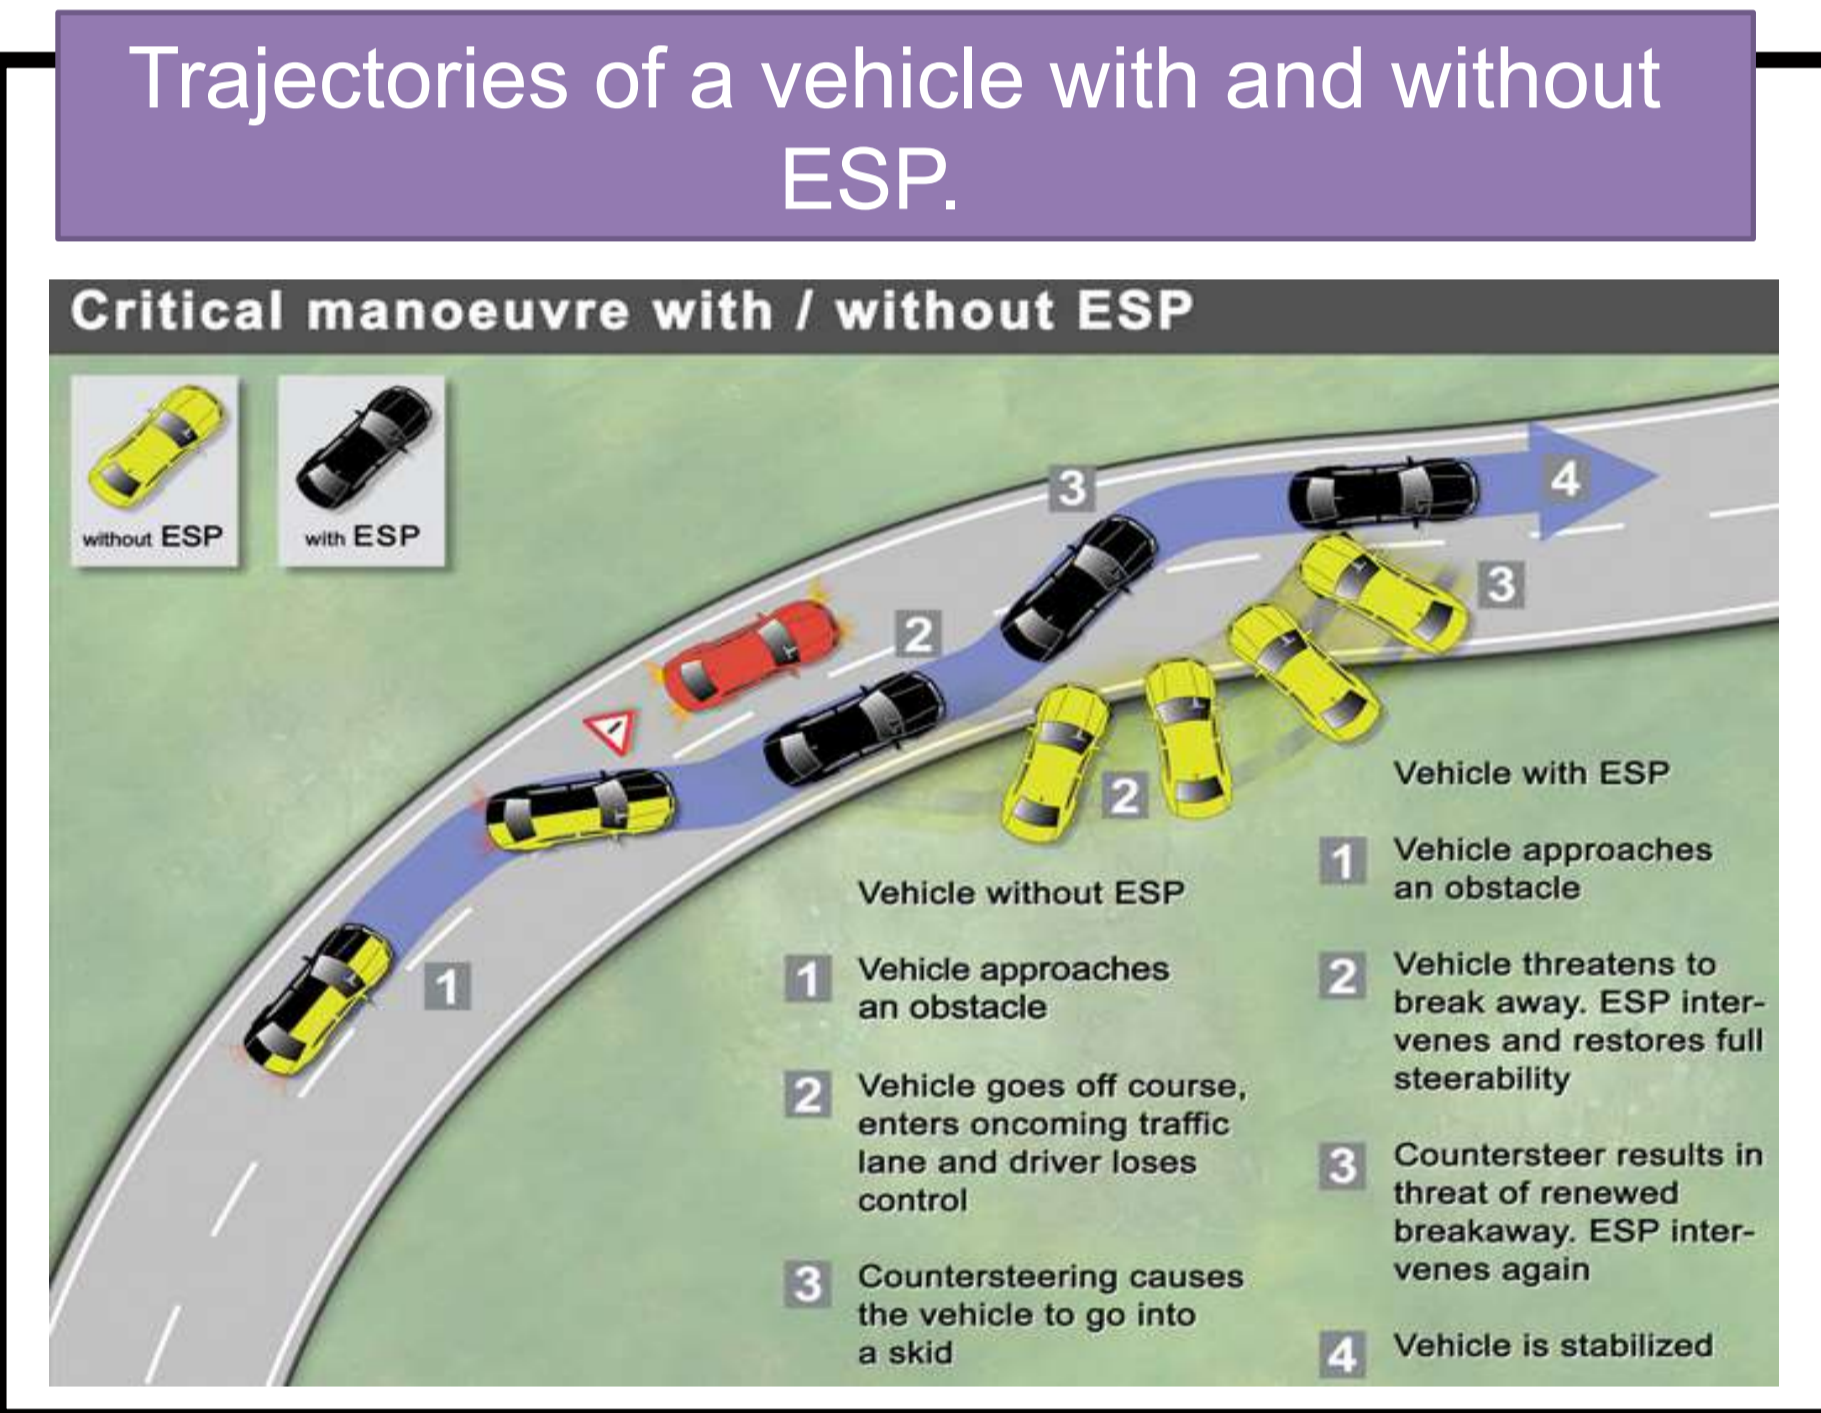 Trajectories of a vehicle with and without
ESP.
Critical manoeuvre with / without ESP
without ESP
with ESP
3
4
3
2
2
1
Vehicle without ESP
1 Vehicle approaches
an obstacle
2 Vehicle goes off course,
enters oncoming traffic
lane and driver loses
control
3 Countersteering causes
the vehicle to go into
a skid
Vehicle with ESP
1 Vehicle approaches
an obstacle
2 Vehicle threatens to
break away. ESP inter-
venes and restores full
steerability
3 Countersteer results in
threat of renewed
breakaway. ESP inter-
venes again
4 Vehicle is stabilized